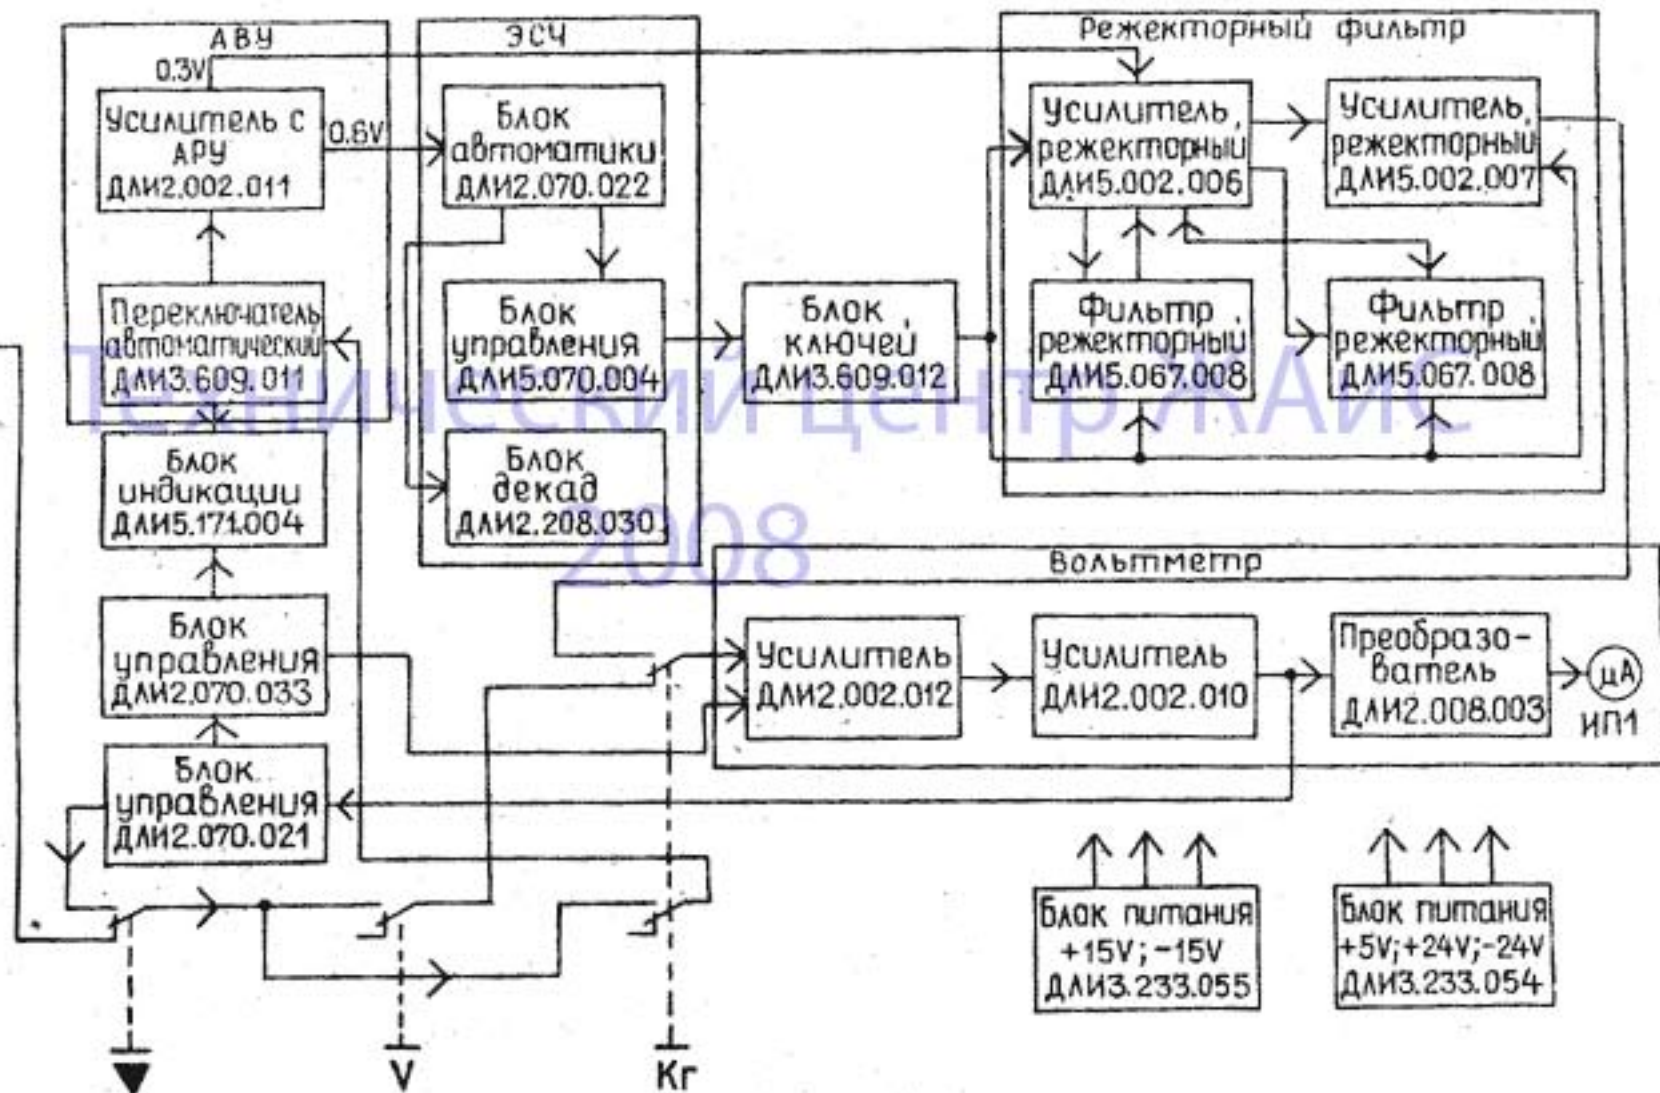 АВУ
0.3V
Усилитель с
АРУ
ДЛИ2.002.011
0.6V
Переключатель
автоматический
ДЛИ3.609.011
Блок
индикации
ДЛИ5.171.004
Блок
управления
ДЛИ2.070.033
Блок
управления
ДЛИ2.070.021
ЭСЧ
Блок
автоматики
ДЛИ2.070.022
Блок
управления
ДЛИ5.070.004
Блок
декад
ДЛИ2.208.030
Блок
ключей
ДЛИ3.609.012
Режекторный фильтр
Усилитель
режекторный
ДЛИ5.002.006
Усилитель
режекторный
ДЛИ5.002.007
Фильтр
режекторный
ДЛИ5.067.008
Фильтр
режекторный
ДЛИ5.067.008
Технический центр ЖАиС
2008
Вольтметр
Усилитель
ДЛИ2.002.012
Усилитель
ДЛИ2.002.010
Преобразо-
ватель
ДЛИ2.008.003
μА
ИП1
Блок питания
+15V; -15V
ДЛИ3.233.055
Блок питания
+5V;+24V;-24V
ДЛИ3.233.054
▼
V
Кг